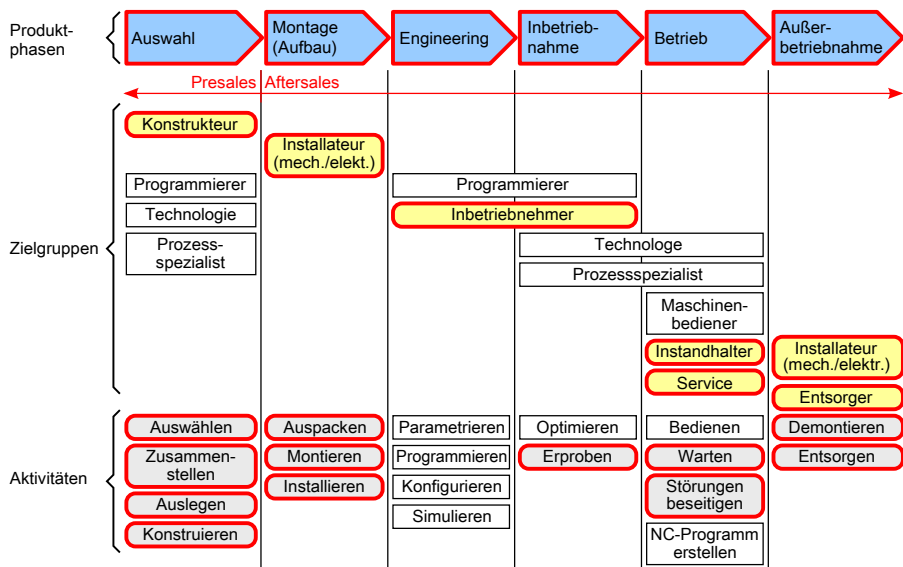 Produkt-
phasen
Auswahl
Montage
(Aufbau)
Engineering
Inbetrieb-
nahme
Betrieb
Außer-
betriebnahme
Presales
Aftersales
Zielgruppen
Konstrukteur
Installateur
(mech./elekt.)
Programmierer
Programmierer
Technologie
Inbetriebnehmer
Prozess-
spezialist
Technologe
Prozessspezialist
Maschinen-
bediener
Instandhalter
Installateur
(mech./elektr.)
Service
Entsorger
Aktivitäten
Auswählen
Auspacken
Parametrieren
Optimieren
Bedienen
Demontieren
Zusammen-
stellen
Montieren
Programmieren
Erproben
Warten
Entsorgen
Auslegen
Installieren
Konfigurieren
Störungen
beseitigen
Konstruieren
Simulieren
NC-Programm
erstellen